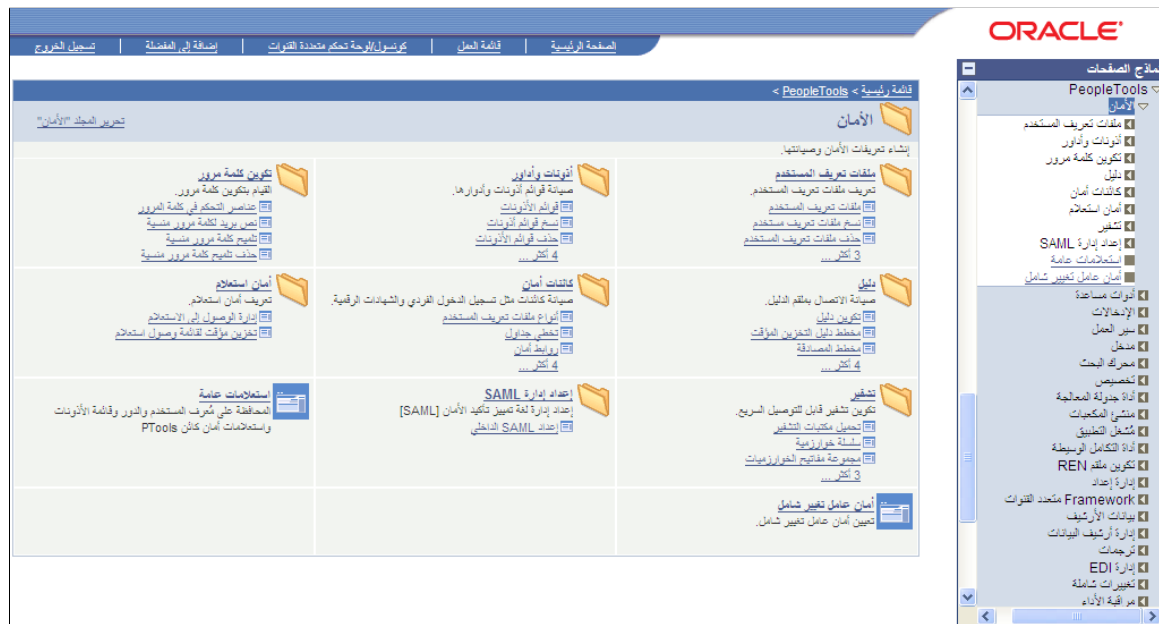 ORACLE
الصفحة الرئيسية | قائمة العمل | كونسول/لوحة تحكم متعددة القنوات | إضافة إلى المفضلة | تسجيل الخروج
نماذج الصفحات
PeopleTools
الأمان
ملفات تعريف المستخدم
أذونات وأداور
تكوين كلمة مرور
دليل
كائنات أمان
أمان استعلام
تشفير
إعداد إدارة SAML
استعلامات عامة
أمان عامل تغيير شامل
أدوات مساعدة
الإدخالات
سير العمل
مدخل
محرك البحث
تخصيص
أداة جدولة المعالجة
منشئ المكعبات
مُشغل التطبيق
أداة التكامل الوسيطة
تكوين ملقم REN
إدارة إعداد
Framework متعدد القنوات
بيانات الأرشيف
إدارة أرشيف البيانات
ترجمات
إدارة EDI
تغييرات شاملة
مراقبة الأداء
قائمة رئيسية > PeopleTools >
الأمان
تحرير المجلد "الأمان"
إنشاء تعريفات الأمان وصيانتها.
ملفات تعريف المستخدم
تعريف ملفات تعريف المستخدم.
ملفات تعريف المستخدم
نسخ ملفات تعريف مستخدم
حذف ملفات تعريف المستخدم
3 أكثر ...
أذونات وأداور
صيانة قوائم أذونات وأدوارها.
قوائم الأذونات
نسخ قوائم أذونات
حذف قوائم الأذونات
4 أكثر ...
تكوين كلمة مرور
القيام بتكوين كلمة مرور.
عناصر التحكم في كلمة المرور
نص بريد لكلمة مرور منسية
تلميح كلمة مرور منسية
حذف تلميح كلمة مرور منسية
دليل
صيانة الاتصال بملقم الدليل.
تكوين دليل
مخطط دليل التخزين المؤقت
مخطط المصادقة
4 أكثر ...
كائنات أمان
صيانة كائنات مثل تسجيل الدخول الفردي والشهادات الرقمية.
أنواع ملفات تعريف المستخدم
تخطي جداول
روابط أمان
4 أكثر ...
أمان استعلام
تعريف أمان استعلام.
إدارة الوصول إلى الاستعلام
تخزين مؤقت لقائمة وصول استعلام
تشفير
تكوين تشفير قابل للتوصيل السريع.
تحميل مكتبات التشفير
سلسلة خوارزمية
مجموعة مفاتيح الخوارزميات
3 أكثر ...
إعداد إدارة SAML
إعداد إدارة لغة تمييز تأكيد الأمان [SAML]
إعداد SAML الداخلي
استعلامات عامة
المحافظة على مُعرف المستخدم والدور وقائمة الأذونات
واستعلامات أمان كائن PTools
أمان عامل تغيير شامل
تعيين أمان عامل تغيير شامل.